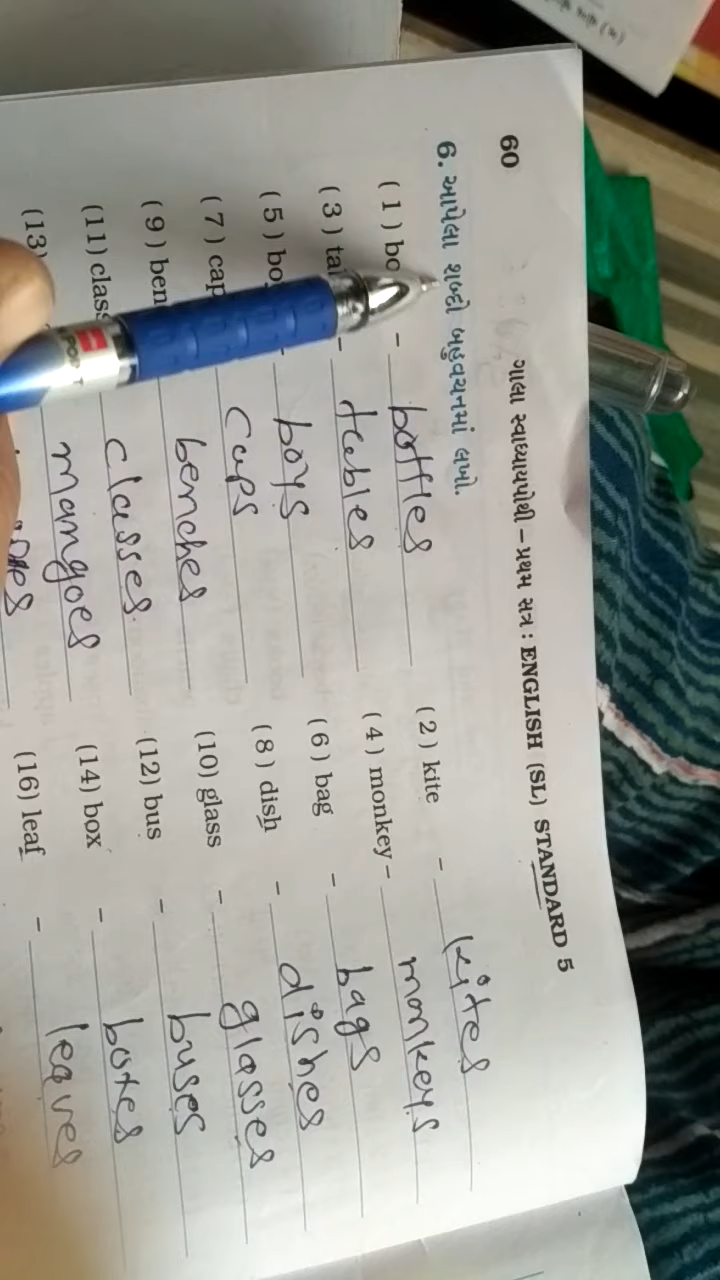 60 ગાલા સ્વાધ્યાયપોથી – પ્રથમ સત્ર : ENGLISH (SL) STANDARD 5
6. આપેલા શબ્દો બહુવચનમાં લખો.
(1) bo - bottles (2) kite - kites
(3) ta - tables (4) monkey - monkeys
(5) bo - boys (6) bag - bags
(7) cap caps (8) dish - dishes
(9) ben benches (10) glass - glasses
(11) class classes (12) bus - buses
(13) mangoes (14) box - boxes
(16) leaf - leaves